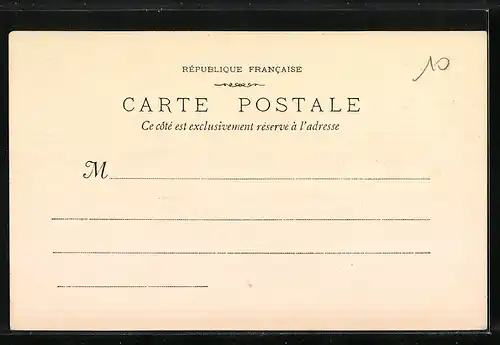 10
RÉPUBLIQUE FRANÇAISE
CARTE POSTALE
Ce côté est exclusivement réservé à l'adresse
M